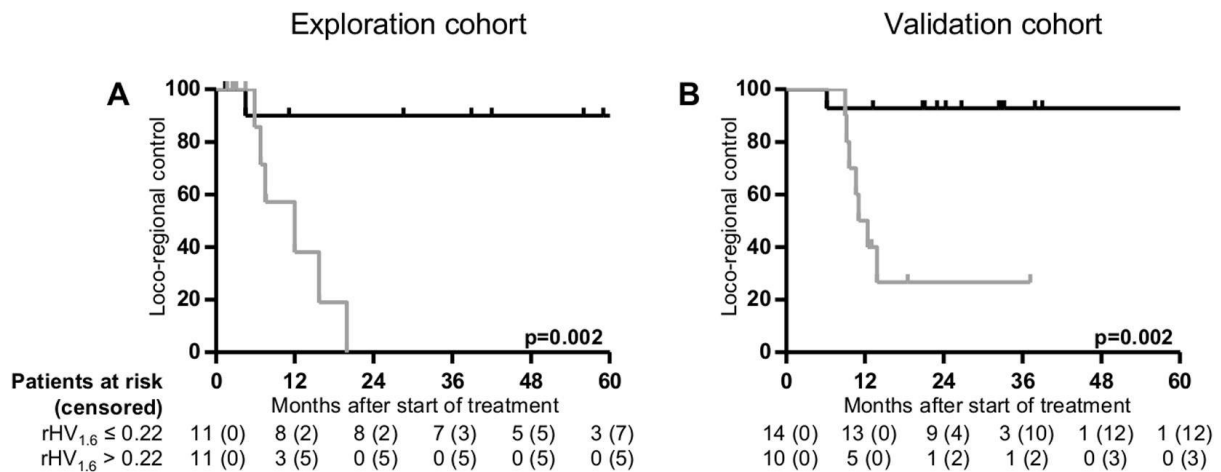 Exploration cohort
Validation cohort
A
Loco-regional control
100
80
60
40
20
0
p=0.002
0 12 24 36 48 60
Months after start of treatment
B
Loco-regional control
100
80
60
40
20
0
p=0.002
0 12 24 36 48 60
Months after start of treatment
Patients at risk
(censored)
rHV1.6 ≤ 0.22 11 (0) 8 (2) 8 (2) 7 (3) 5 (5) 3 (7) 14 (0) 13 (0) 9 (4) 3 (10) 1 (12) 1 (12)
rHV1.6 > 0.22 11 (0) 3 (5) 0 (5) 0 (5) 0 (5) 0 (5) 10 (0) 5 (0) 1 (2) 1 (2) 0 (3) 0 (3)